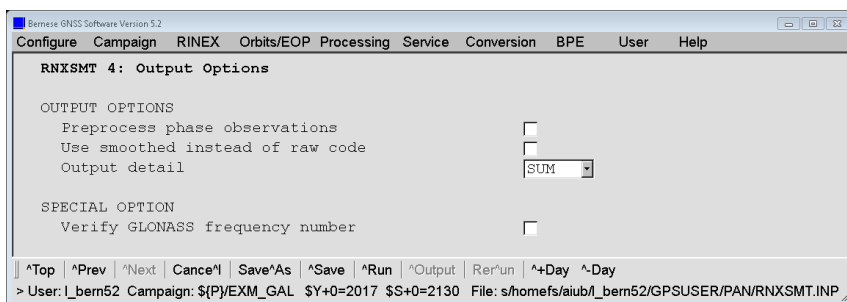 Bernese GNSS Software Version 5.2
Configure Campaign RINEX Orbits/EOP Processing Service Conversion BPE User Help
RNXSMT 4: Output Options
OUTPUT OPTIONS
Preprocess phase observations
Use smoothed instead of raw code
Output detail SUM
SPECIAL OPTION
Verify GLONASS frequency number
^Top | ^Prev | ^Next | Cance^l | Save^As | ^Save | ^Run | ^Output | Rer^un | ^+Day ^-Day
> User: l_bern52 Campaign: ${P}/EXM_GAL $Y+0=2017 $S+0=2130 File: s/homefs/aiub/l_bern52/GPSUSER/PAN/RNXSMT.INP